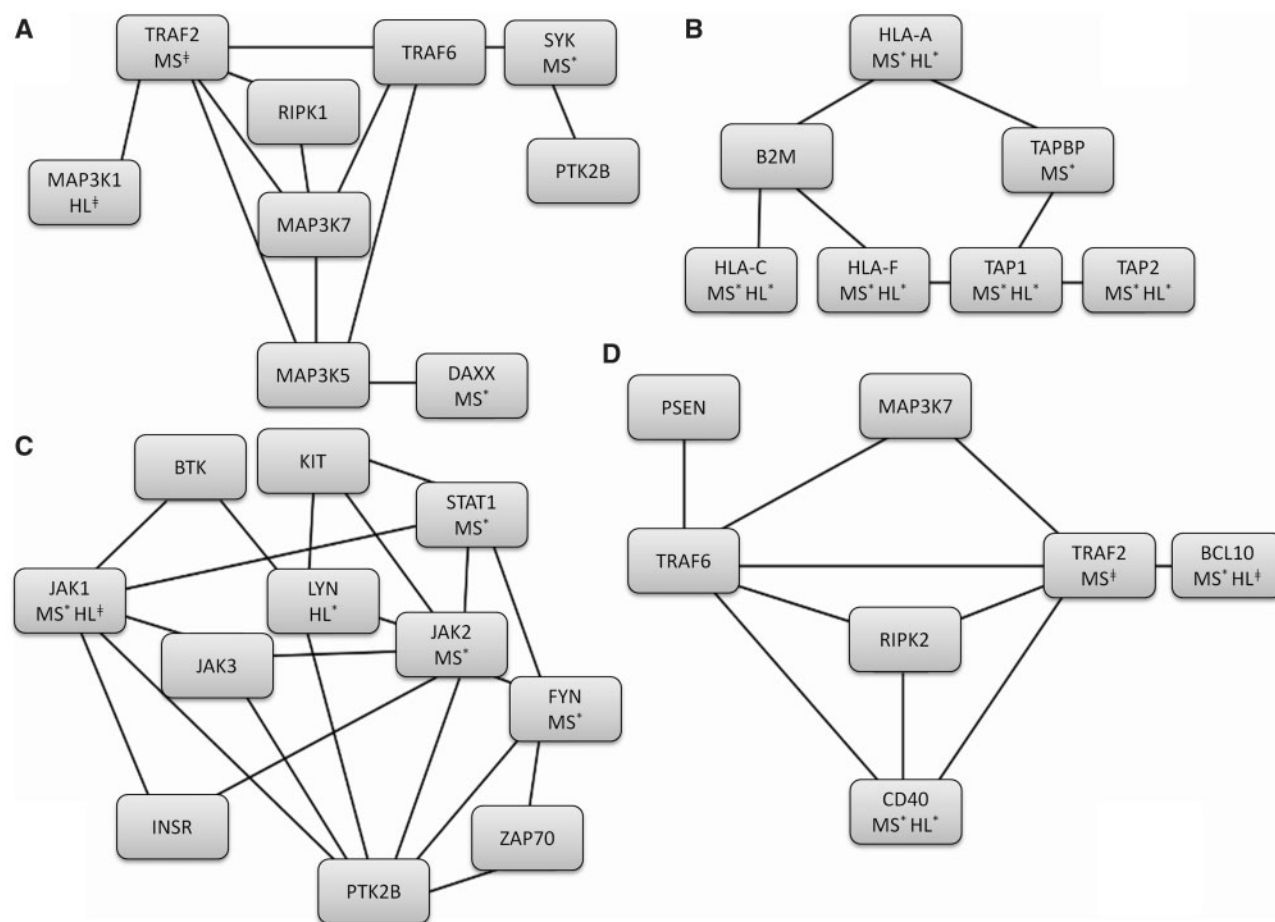 A
TRAF2
MS‡
TRAF6
SYK
MS*
RIPK1
PTK2B
MAP3K1
HL‡
MAP3K7
MAP3K5
DAXX
MS*
B
HLA-A
MS* HL*
B2M
TAPBP
MS*
HLA-C
MS* HL*
HLA-F
MS* HL*
TAP1
MS* HL*
TAP2
MS* HL*
C
BTK
KIT
STAT1
MS*
JAK1
MS* HL‡
LYN
HL*
JAK2
MS*
JAK3
FYN
MS*
INSR
ZAP70
PTK2B
D
PSEN
MAP3K7
TRAF6
TRAF2
MS‡
BCL10
MS* HL‡
RIPK2
CD40
MS* HL*